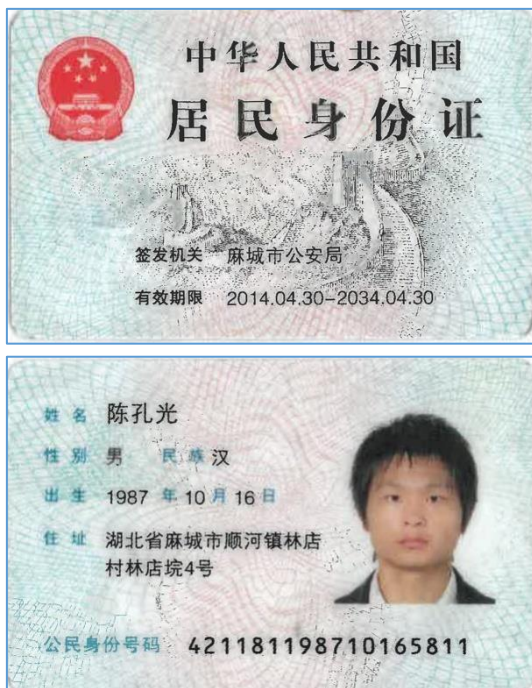 中华人民共和国
居民身份证
签发机关 麻城市公安局
有效期限 2014.04.30-2034.04.30
姓名 陈孔光
性别 男 民族 汉
出生 1987 年 10 月 16 日
住址 湖北省麻城市顺河镇林店
村林店垸4号
公民身份号码 421181198710165811